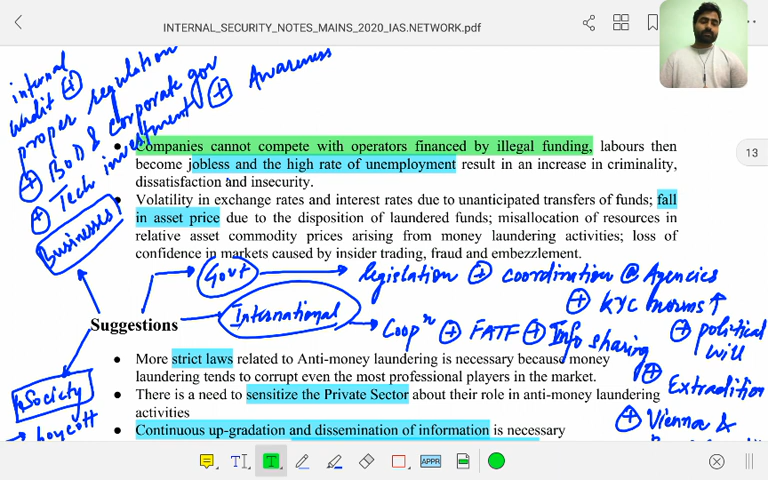 INTERNAL_SECURITY_NOTES_MAINS_2020_IAS.NETWORK.pdf
13
internal
audit +
proper regulation
+ BoD & corporate gov
+ Tech investment + Awareness
Businesses
• Companies cannot compete with operators financed by illegal funding, labours then
become jobless and the high rate of unemployment result in an increase in criminality,
dissatisfaction and insecurity.
• Volatility in exchange rates and interest rates due to unanticipated transfers of funds; fall
in asset price due to the disposition of laundered funds; misallocation of resources in
relative asset commodity prices arising from money laundering activities; loss of
confidence in markets caused by insider trading, fraud and embezzlement.
Govt → legislation + coordination @ Agencies
+ KYC norms ↑
+ political will
International → Coopn + FATF + Info sharing
+ Extradition
+ Vienna &
Suggestions
Society
→ boycott
• More strict laws related to Anti-money laundering is necessary because money
laundering tends to corrupt even the most professional players in the market.
• There is a need to sensitize the Private Sector about their role in anti-money laundering
activities
• Continuous up-gradation and dissemination of information is necessary
APPR